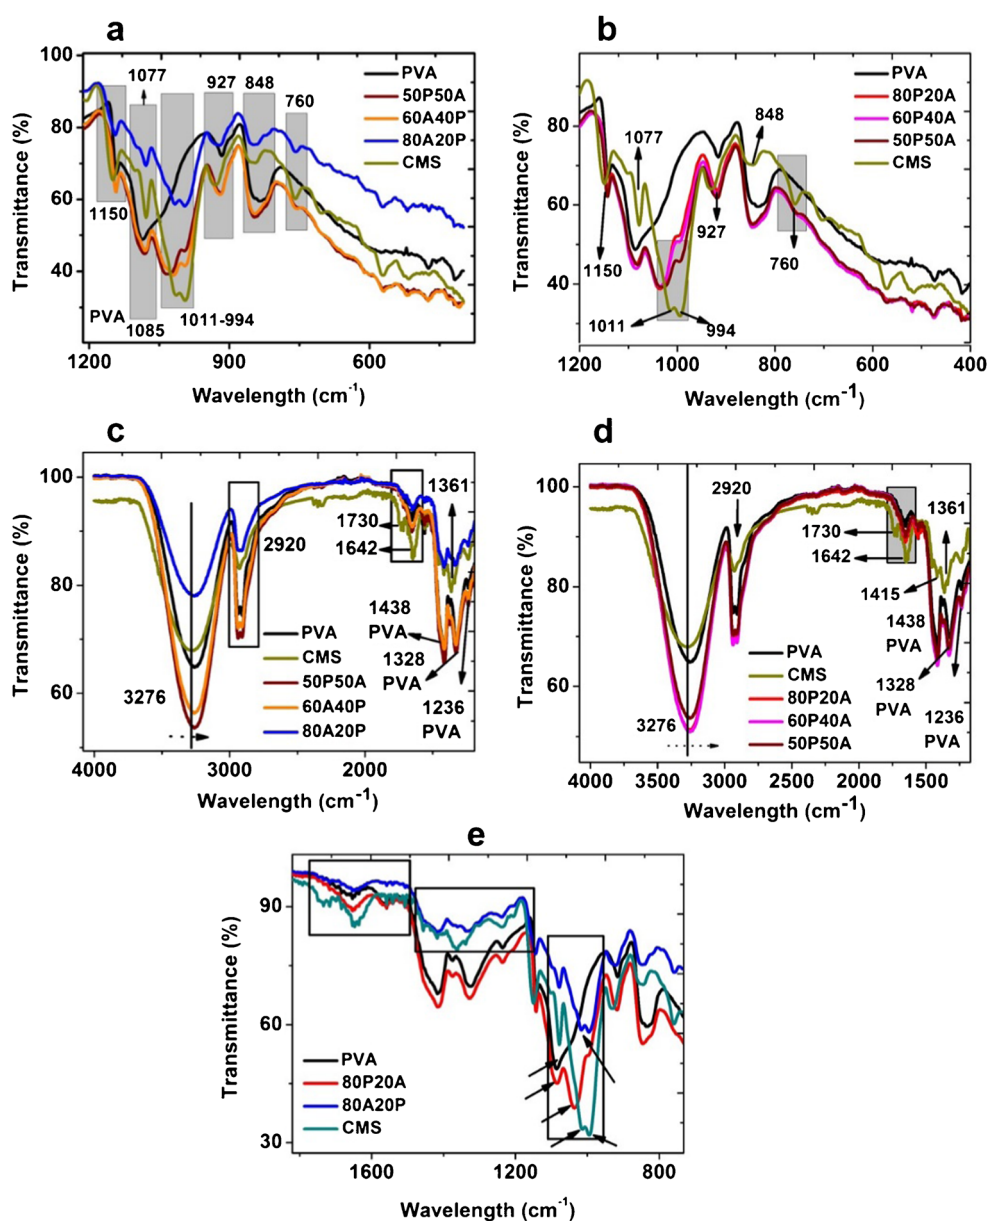 a
100
80
60
40
Transmittance (%)
1077
927
848
760
PVA
50P50A
60A40P
80A20P
CMS
1150
PVA
1085
1011-994
1200
900
600
Wavelength (cm-1)
b
80
60
40
Transmittance (%)
1077
848
PVA
80P20A
60P40A
50P50A
CMS
1150
927
760
1011
994
1200
1000
800
600
400
Wavelength (cm-1)
c
100
80
60
Transmittance (%)
1361
1730
2920
1642
1438
PVA
1328
PVA
1236
PVA
PVA
CMS
50P50A
60A40P
80A20P
3276
4000
3000
2000
Wavelength (cm-1)
d
100
80
60
Transmittance (%)
2920
1361
1730
1642
1415
1438
PVA
1328
PVA
1236
PVA
PVA
CMS
80P20A
60P40A
50P50A
3276
4000
3500
3000
2500
2000
1500
Wavelength (cm-1)
e
90
60
30
Transmittance (%)
PVA
80P20A
80A20P
CMS
1600
1200
800
Wavelength (cm-1)